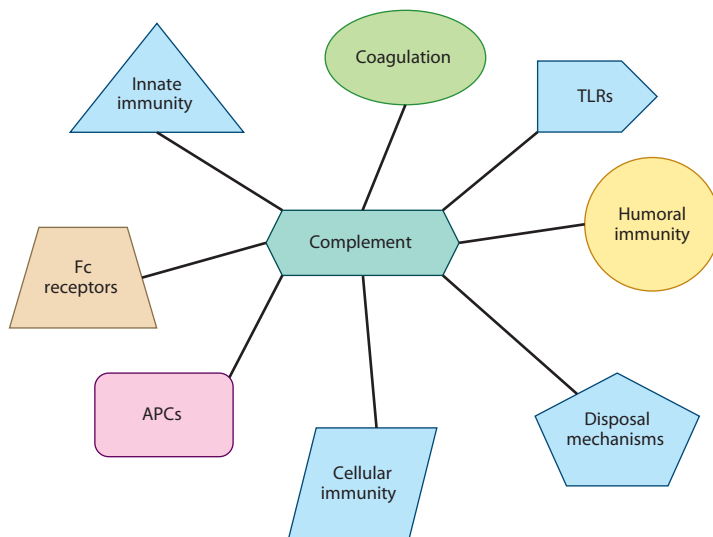 Coagulation
Innate
immunity
TLRs
Humoral
immunity
Complement
Fc
receptors
APCs
Disposal
mechanisms
Cellular
immunity